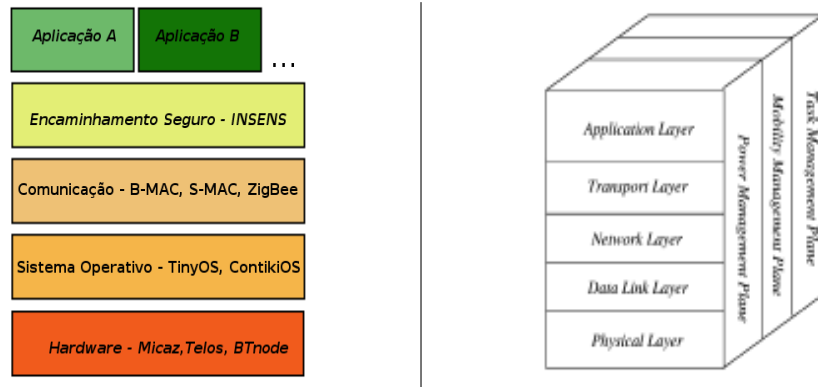 Aplicação A
Aplicação B
...
Encaminhamento Seguro - INSENS
Comunicação - B-MAC, S-MAC, ZigBee
Sistema Operativo - TinyOS, ContikiOS
Hardware - Micaz,Telos, BTnode
Application Layer
Transport Layer
Network Layer
Data Link Layer
Physical Layer
Power Management Plane
Mobility Management Plane
Task Management Plane